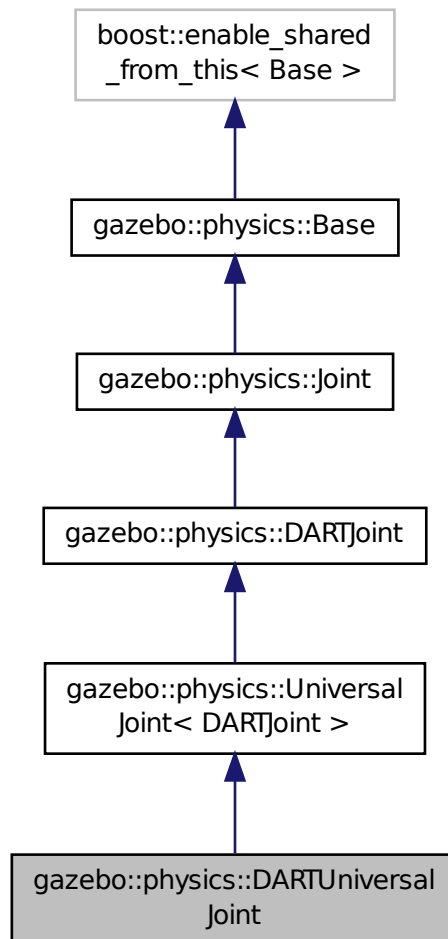 boost::enable_shared
_from_this< Base >
gazebo::physics::Base
gazebo::physics::Joint
gazebo::physics::DARTJoint
gazebo::physics::Universal
Joint< DARTJoint >
gazebo::physics::DARTUniversal
Joint